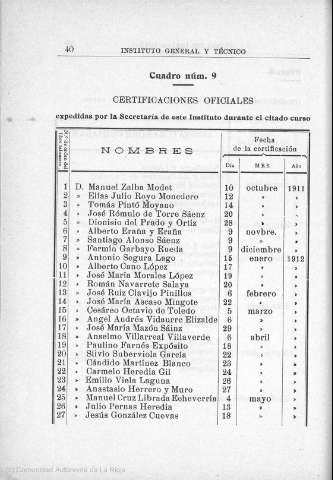 40 INSTITUTO GENERAL Y TÉCNICO
Cuadro núm. 9
CERTIFICACIONES OFICIALES
expedidas por la Secretaría de este Instituto durante el citado curso
NOMBRES
Fecha
de la certificación
Día MES Año
1 D. Manuel Zalba Modet 10 octubre 1911
2 » Elías Julio Royo Monedero 12 » »
3 » Tomás Pintó Moyano 14 » »
4 » José Rómulo de Torre Sáenz 20 » »
5 » Dionisio del Prado y Ortiz 28 » »
6 » Alberto Eraña y Eraña 9 novbre. »
7 » Santiago Alonso Sáenz 9 » »
8 » Fermín Garbayo Rueda 9 diciembre »
9 » Antonio Segura Lago 15 enero 1912
10 » Alberto Cano López 17 » »
11 » José María Morales López 19 » »
12 » Román Navarrete Salaya 20 » »
13 » José Ruiz Clavijo Pinillos 6 febrero »
14 » José María Ascaso Mingote 22 » »
15 » Cesáreo Octavio de Toledo 5 marzo »
16 » Angel Andrés Vidaurre Elizalde 6 » »
17 » José María Mazón Sáinz 29 » »
18 » Anselmo Villarreal Villaverde 6 abril »
19 » Paulino Farnés Expósito 18 » »
20 » Silvio Suberviola García 22 » »
21 » Cándido Martínez Blanco 23 » »
22 » Carmelo Heredia Gil 24 » »
23 » Emilio Viela Laguna 26 » »
24 » Anastasio Herrero y Muro 27 » »
25 » Manuel Cruz Librada Echeverría 4 mayo »
26 » Julio Pernas Heredia 13 » »
27 » Jesús González Cuevas 18 » »
Comunidad Autónoma de La Rioja